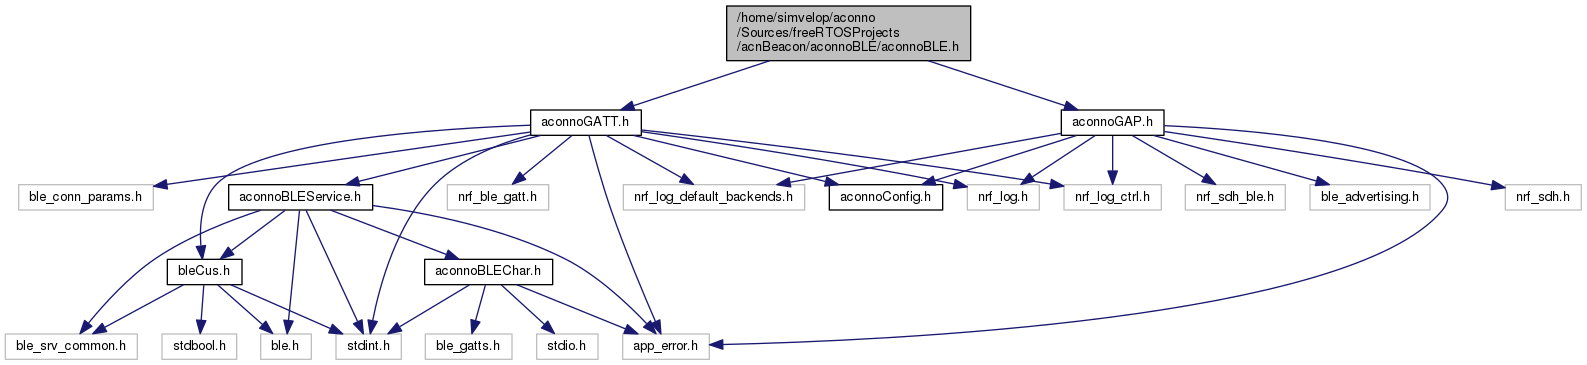 /home/simvelop/aconno
/Sources/freeRTOSProjects
/acnBeacon/aconnoBLE/aconnoBLE.h
aconnoGATT.h
aconnoGAP.h
ble_conn_params.h
aconnoBLEService.h
nrf_ble_gatt.h
nrf_log_default_backends.h
aconnoConfig.h
nrf_log.h
nrf_log_ctrl.h
nrf_sdh_ble.h
ble_advertising.h
nrf_sdh.h
bleCus.h
aconnoBLEChar.h
ble_srv_common.h
stdbool.h
ble.h
stdint.h
ble_gatts.h
stdio.h
app_error.h